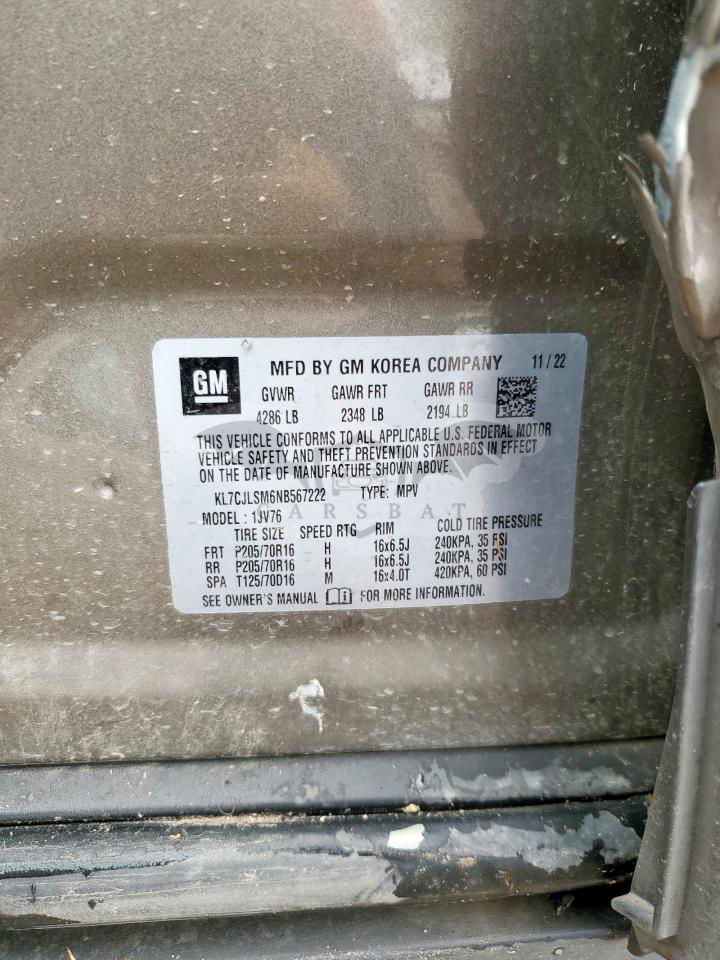 GM
MFD BY GM KOREA COMPANY 11/22
GVWR GAWR FRT GAWR RR
4286 LB 2348 LB 2194 LB
THIS VEHICLE CONFORMS TO ALL APPLICABLE U.S. FEDERAL MOTOR
VEHICLE SAFETY AND THEFT PREVENTION STANDARDS IN EFFECT
ON THE DATE OF MANUFACTURE SHOWN ABOVE.
KL7CJLSM6NB567222 TYPE: MPV
CARSBAT
MODEL : 1JV76
TIRE SIZE SPEED RTG RIM COLD TIRE PRESSURE
FRT P205/70R16 H 16x6.5J 240KPA, 35 PSI
RR P205/70R16 H 16x6.5J 240KPA, 35 PSI
SPA T125/70D16 M 16x4.0T 420KPA, 60 PSI
SEE OWNER'S MANUAL FOR MORE INFORMATION.